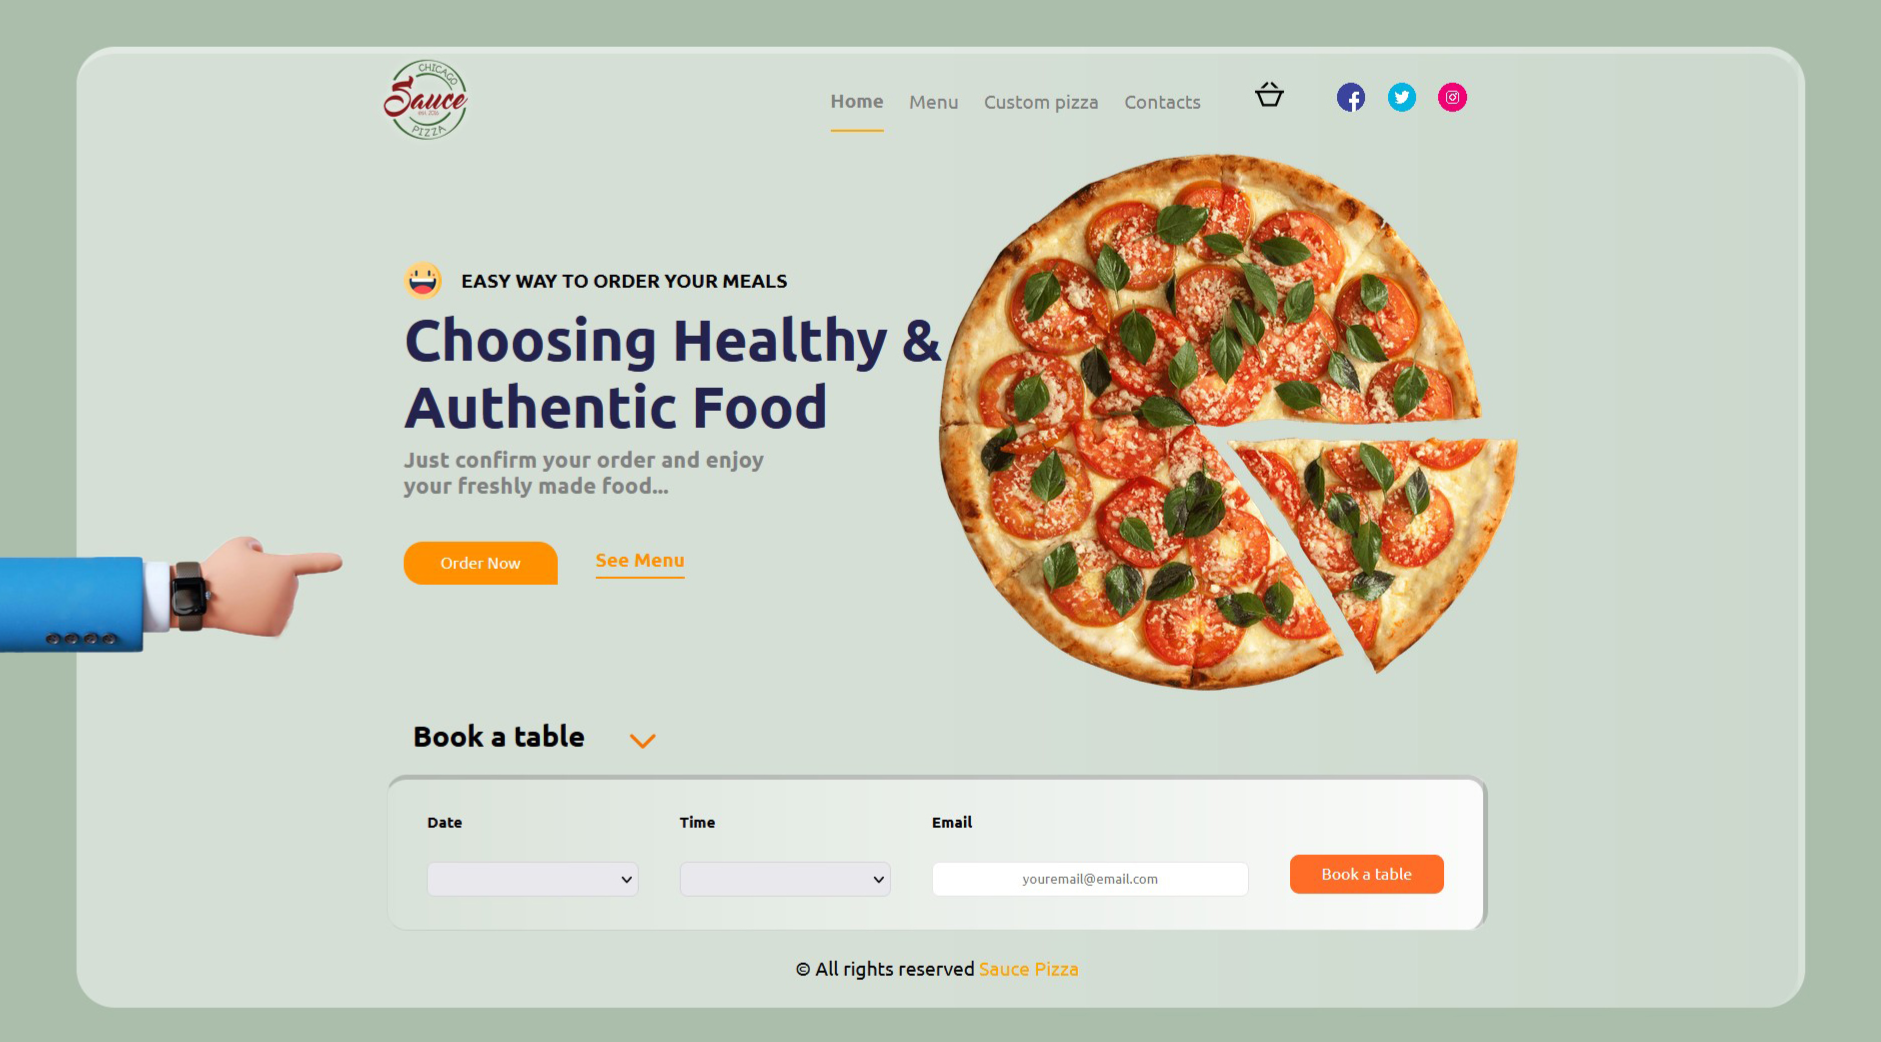 CHICAGO
Sauce
PIZZA
Home
Menu
Custom pizza
Contacts
EASY WAY TO ORDER YOUR MEALS
Choosing Healthy &
Authentic Food
Just confirm your order and enjoy
your freshly made food...
Order Now
See Menu
Book a table
Date
Time
Email
youremail@email.com
Book a table
© All rights reserved Sauce Pizza